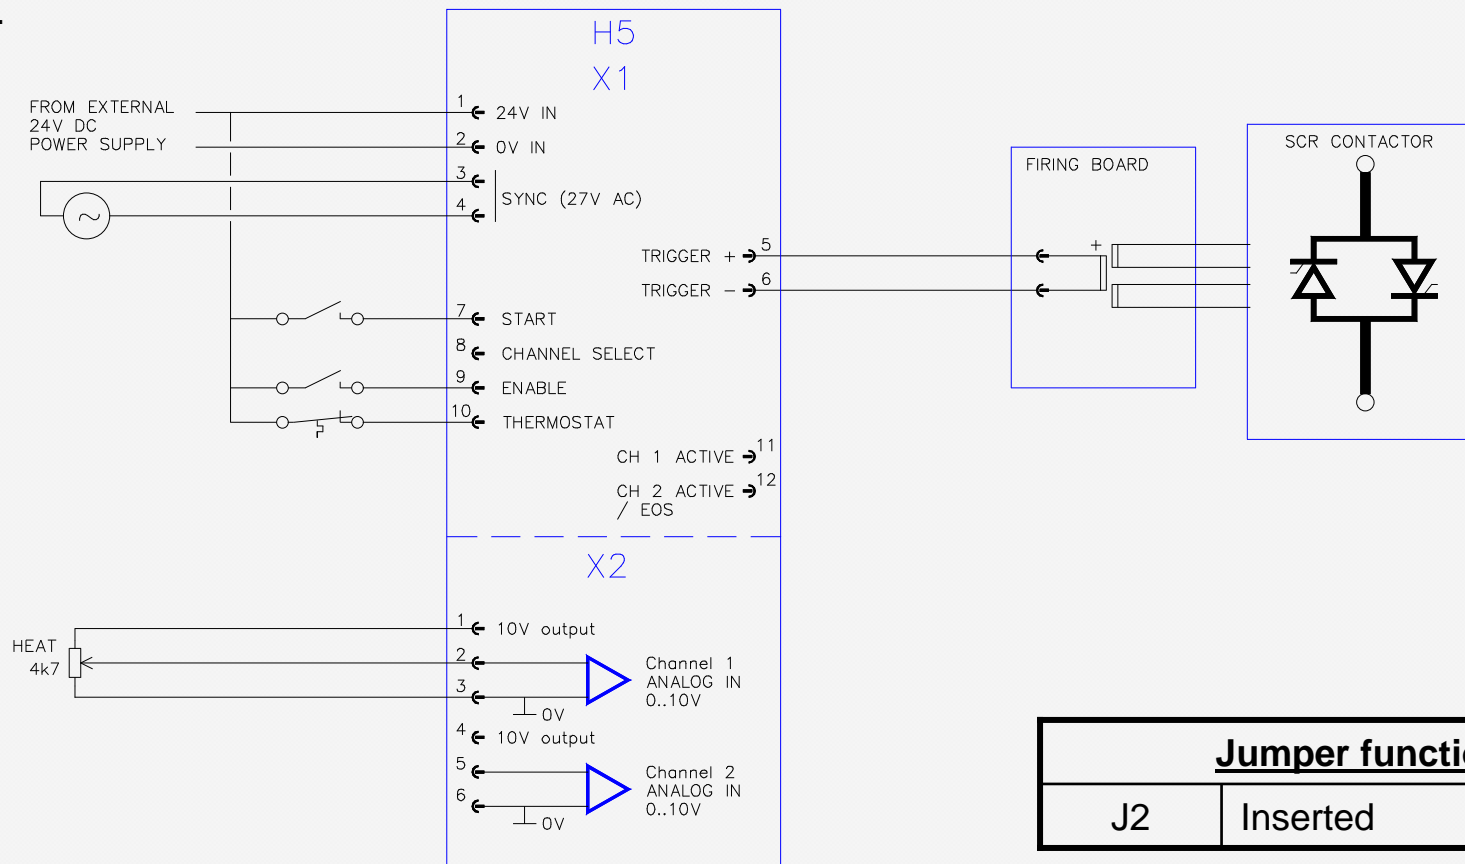 H5
X1
FROM EXTERNAL
24V DC
POWER SUPPLY
1 24V IN
2 0V IN
3
SYNC (27V AC)
4
TRIGGER + 5
TRIGGER - 6
7 START
8 CHANNEL SELECT
9 ENABLE
10 THERMOSTAT
CH 1 ACTIVE 11
CH 2 ACTIVE 12
/ EOS
FIRING BOARD
+
SCR CONTACTOR
X2
HEAT
4k7
1 10V output
2
3
Channel 1
ANALOG IN
0..10V
0V
4 10V output
5
6
Channel 2
ANALOG IN
0..10V
0V
Jumper functi
J2 Inserted